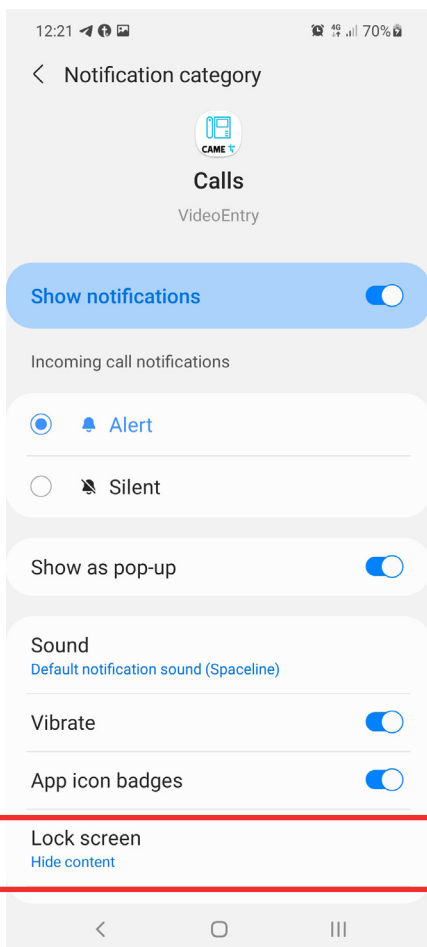 12:21 4G 70%
Notification category
CAME
Calls
VideoEntry
Show notifications
Incoming call notifications
Alert
Silent
Show as pop-up
Sound
Default notification sound (Spaceline)
Vibrate
App icon badges
Lock screen
Hide content